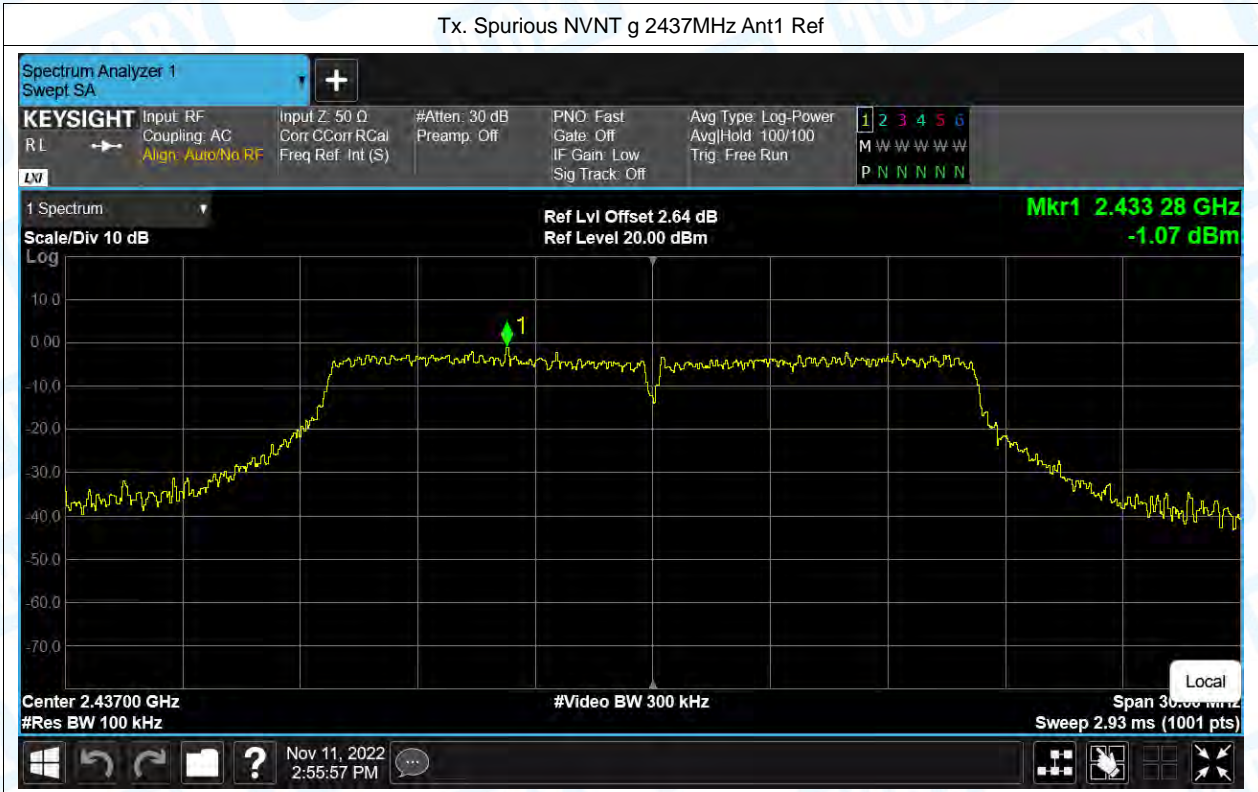 Tx. Spurious NVNT g 2437MHz Ant1 Ref
Spectrum Analyzer 1
Swept SA
KEYSIGHT
R L
LXI
Input: RF
Coupling: AC
Align: Auto/No RF
Input Z: 50 Ω
Corr CCorr RCal
Freq Ref: Int (S)
#Atten: 30 dB
Preamp: Off
PNO: Fast
Gate: Off
IF Gain: Low
Sig Track: Off
Avg Type: Log-Power
Avg|Hold: 100/100
Trig: Free Run
1 2 3 4 5 6
M W W W W W
P N N N N N
1 Spectrum
Scale/Div 10 dB
Log
Ref Lvl Offset 2.64 dB
Ref Level 20.00 dBm
Mkr1 2.433 28 GHz
-1.07 dBm
10.0
0.00
-10.0
-20.0
-30.0
-40.0
-50.0
-60.0
-70.0
1
Local
Center 2.43700 GHz
#Video BW 300 kHz
Span 30.00 MHz
#Res BW 100 kHz
Sweep 2.93 ms (1001 pts)
?
Nov 11, 2022
2:55:57 PM